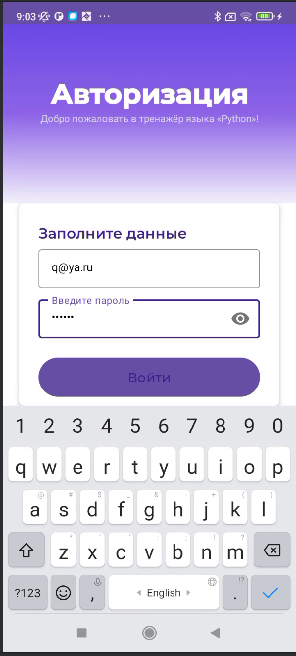 9:03
Авторизация
Добро пожаловать в тренажёр языка «Python»!
Заполните данные
q@ya.ru
Введите пароль
••••••
Войти
1 2 3 4 5 6 7 8 9 0
q w e r t y u i o p
@ # $ _ & - + ( )
a s d f g h j k l
* " ' : ; ! ?
z x c v b n m
?123 , English . ,!?